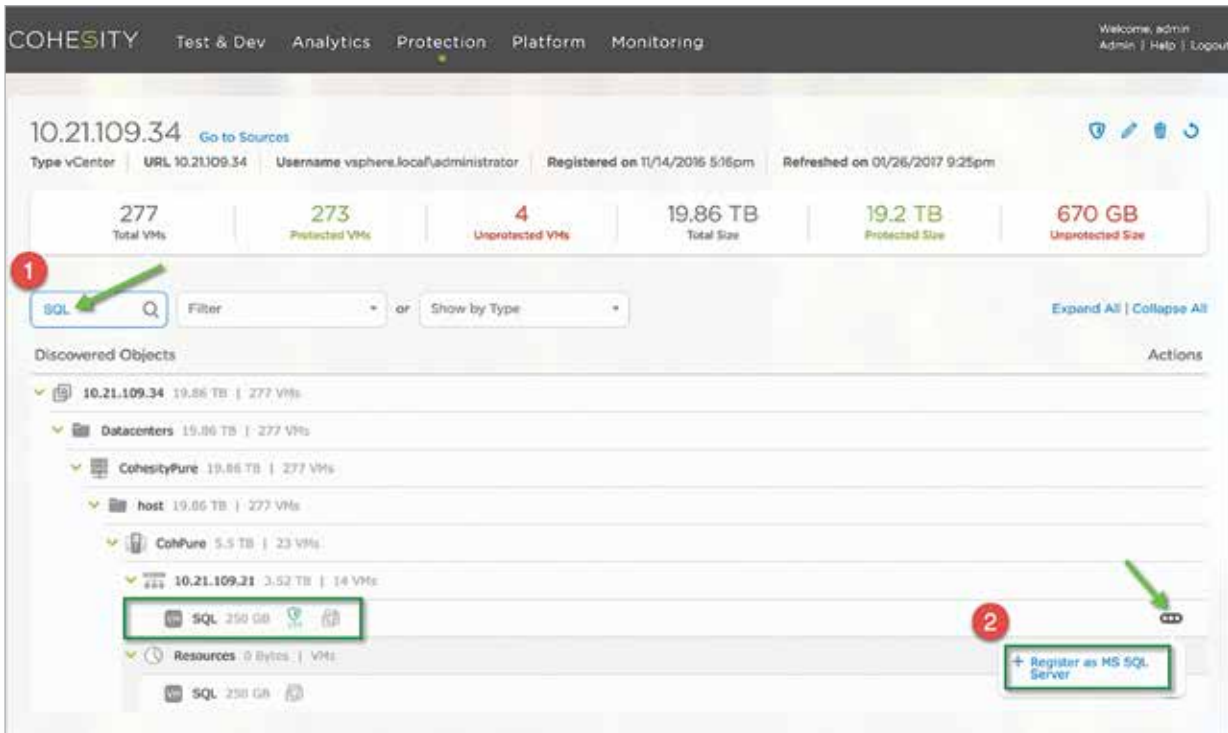 COHESITY Test & Dev Analytics Protection Platform Monitoring
Welcome, admin
Admin | Help | Logout
10.21.109.34 Go to Sources
Type vCenter URL 10.21.109.34 Username vsphere.local\administrator Registered on 11/14/2016 5:16pm Refreshed on 01/26/2017 9:25pm
277 273 4 19.86 TB 19.2 TB 670 GB
Total VMs Protected VMs Unprotected VMs Total Size Protected Size Unprotected Size
1
SQL Filter or Show by Type Expand All | Collapse All
Discovered Objects Actions
10.21.109.34 19.86 TB | 277 VMs
Datacenters 19.86 TB | 277 VMs
CohesityPure 19.86 TB | 277 VMs
host 19.86 TB | 277 VMs
CohPure 5.5 TB | 23 VMs
10.21.109.21 3.52 TB | 14 VMs
SQL 250 GB
2
Resources 0 Bytes | VMs
+ Register as MS SQL
Server
SQL 250 GB